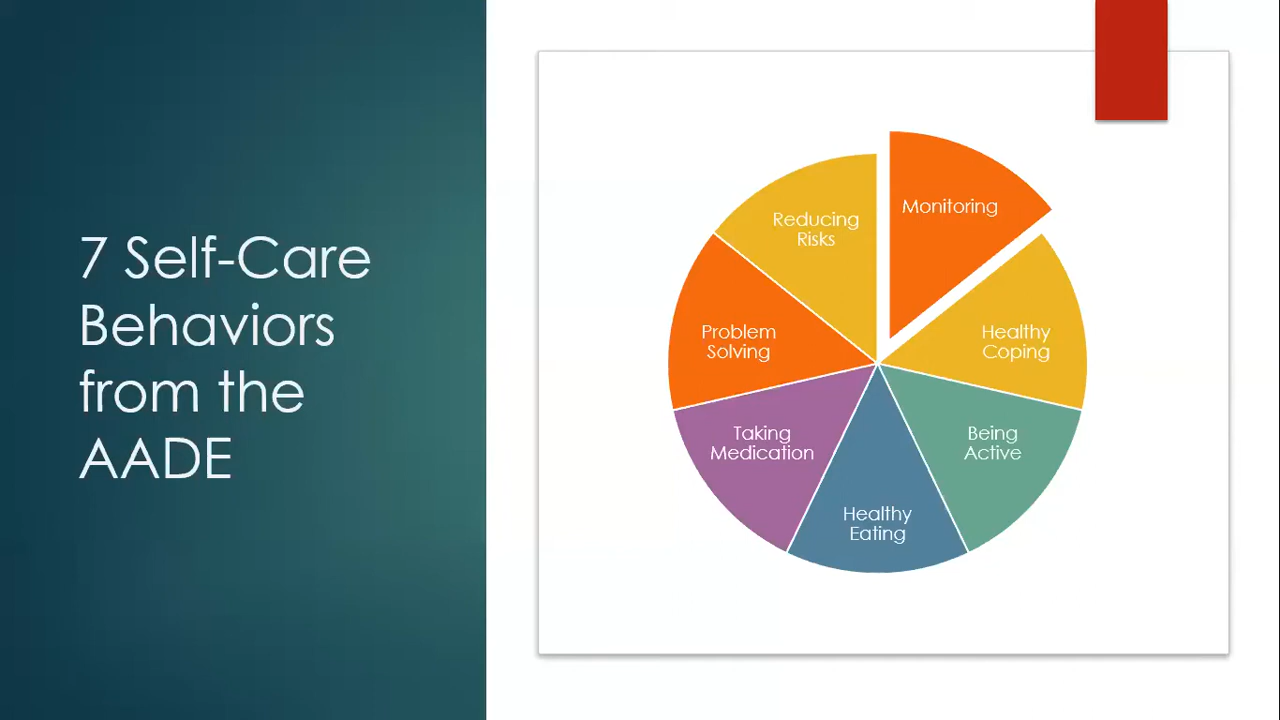 7 Self-Care
Behaviors
from the
AADE
Monitoring
Healthy
Coping
Being
Active
Healthy
Eating
Taking
Medication
Problem
Solving
Reducing
Risks